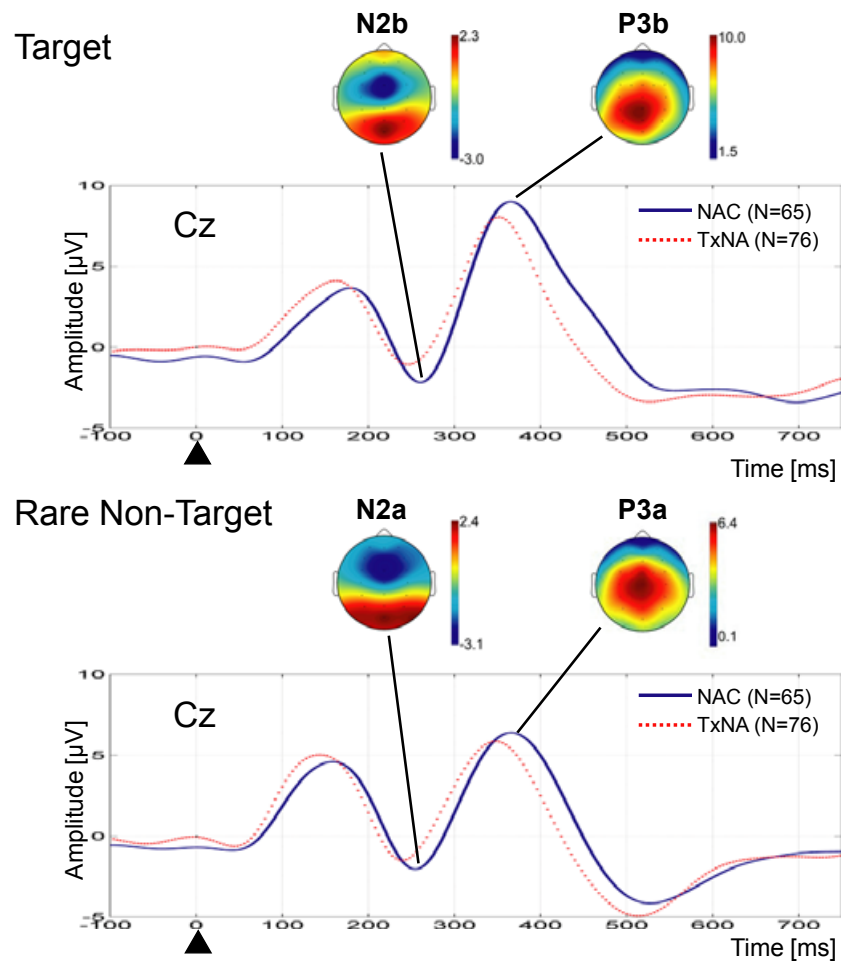 N2b P3b
Target
2.3 10.0
-3.0 1.5
10
Cz
NAC (N=65)
TxNA (N=76)
Amplitude [µV]
5
0
-5
-100 0 100 200 300 400 500 600 700
Time [ms]
Rare Non-Target
N2a P3a
2.4 6.4
-3.1 0.1
10
Cz
NAC (N=65)
TxNA (N=76)
Amplitude [µV]
5
0
-5
-100 0 100 200 300 400 500 600 700
Time [ms]